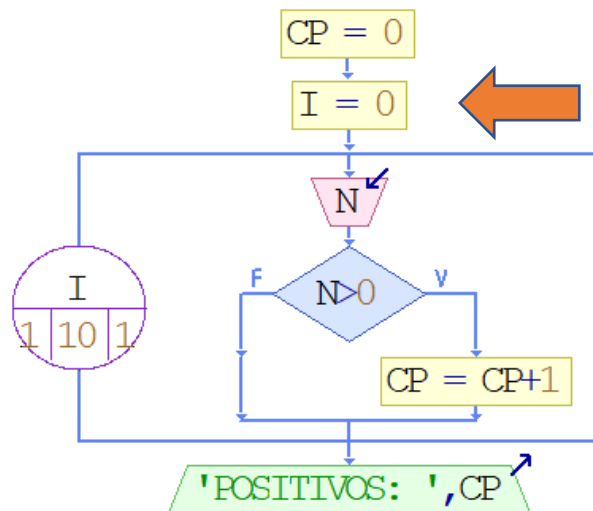 CP = 0
I = 0
N
F
N>0
V
I
1 10 1
CP = CP+1
'POSITIVOS: ',CP